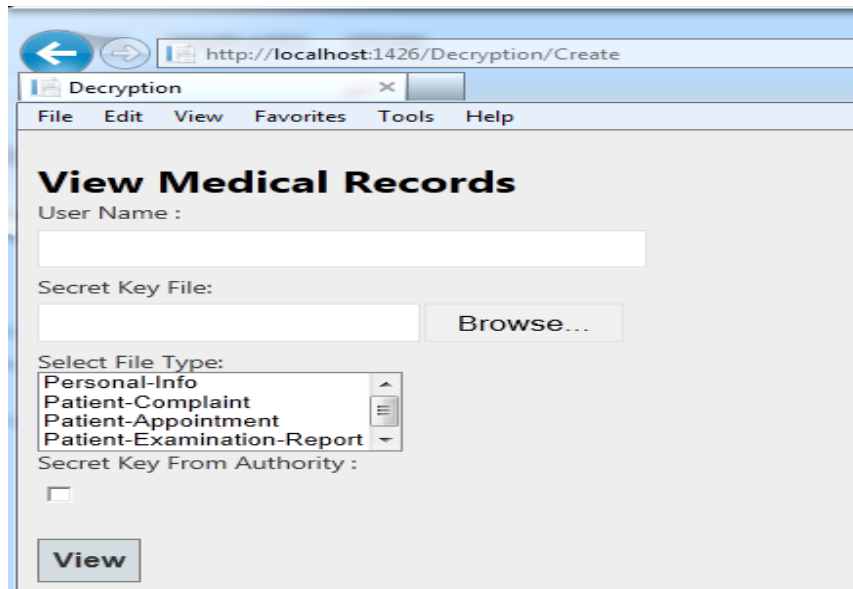 http://localhost:1426/Decryption/Create
Decryption
File Edit View Favorites Tools Help
View Medical Records
User Name :
Secret Key File:
Browse...
Select File Type:
Personal-Info
Patient-Complaint
Patient-Appointment
Patient-Examination-Report
Secret Key From Authority :
View